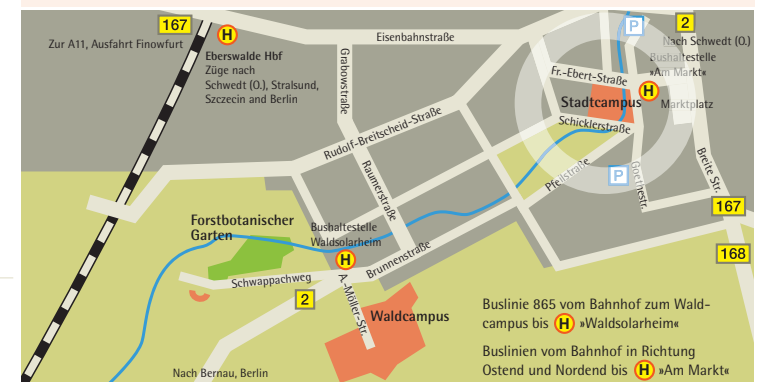 167
H
Zur A11, Ausfahrt Finowfurt
Eberswalde Hbf
Züge nach
Schwedt (O.), Stralsund,
Szczecin and Berlin
Eisenbahnstraße
Grabowstraße
P
2
Nach Schwedt (O.)
Bushaltestelle
»Am Markt«
H
Fr.-Ebert-Straße
Stadtcampus
Marktplatz
Schicklerstraße
Rudolf-Breitscheid-Straße
Raumerstraße
Pfeilstraße
P
Goethestr.
Breite Str.
167
168
Forstbotanischer
Garten
Bushaltestelle
Waldsolarheim
H
Brunnenstraße
Schwappachweg
2
A.-Möller-Str.
Waldcampus
Nach Bernau, Berlin
Buslinie 865 vom Bahnhof zum Wald-
campus bis H »Waldsolarheim«
Buslinien vom Bahnhof in Richtung
Ostend und Nordend bis H »Am Markt«